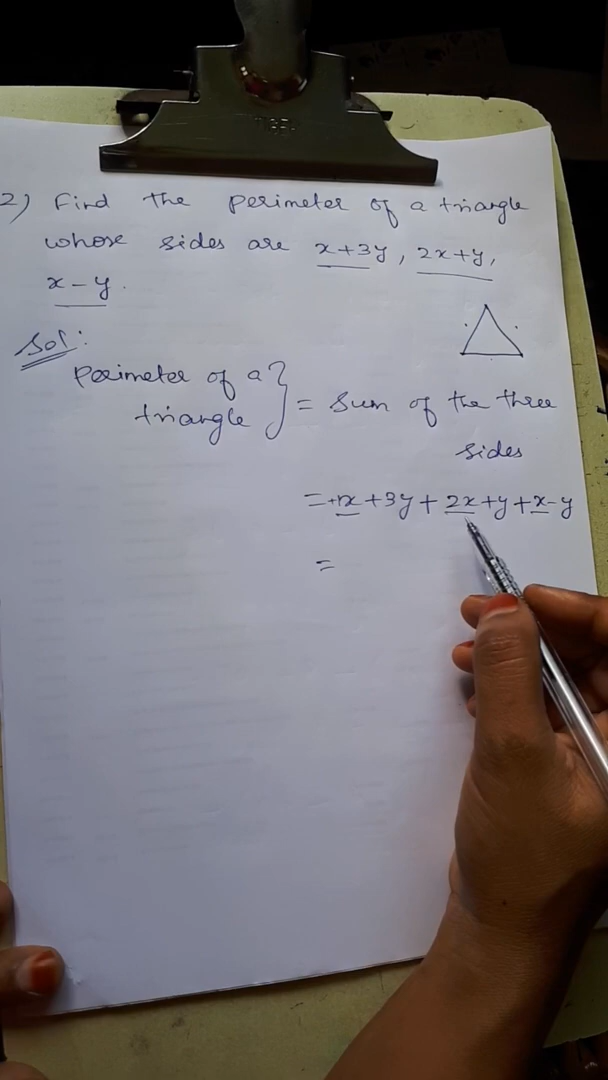 2) Find the perimeter of a triangle
whose sides are x+3y, 2x+y,
x-y.
Sol:
Perimeter of a
triangle } = Sum of the three
sides
= +1x +3y + 2x +y + x-y
=